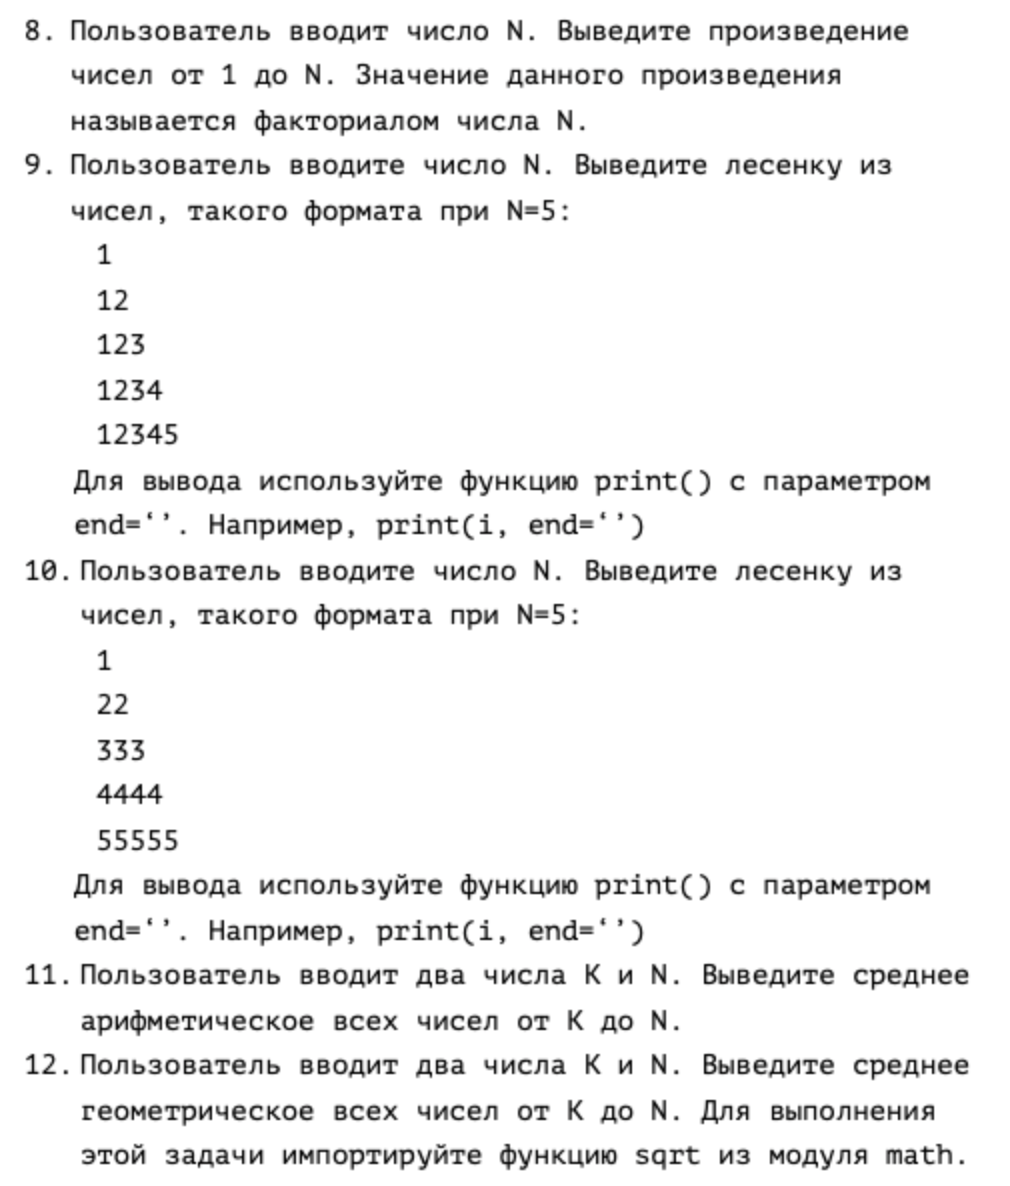 8. Пользователь вводит число N. Выведите произведение
чисел от 1 до N. Значение данного произведения
называется факториалом числа N.
9. Пользователь вводите число N. Выведите лесенку из
чисел, такого формата при N=5:
1
12
123
1234
12345
Для вывода используйте функцию print() с параметром
end=‘’. Например, print(i, end=‘’)
10. Пользователь вводите число N. Выведите лесенку из
чисел, такого формата при N=5:
1
22
333
4444
55555
Для вывода используйте функцию print() с параметром
end=‘’. Например, print(i, end=‘’)
11. Пользователь вводит два числа K и N. Выведите среднее
арифметическое всех чисел от K до N.
12. Пользователь вводит два числа K и N. Выведите среднее
геометрическое всех чисел от K до N. Для выполнения
этой задачи импортируйте функцию sqrt из модуля math.